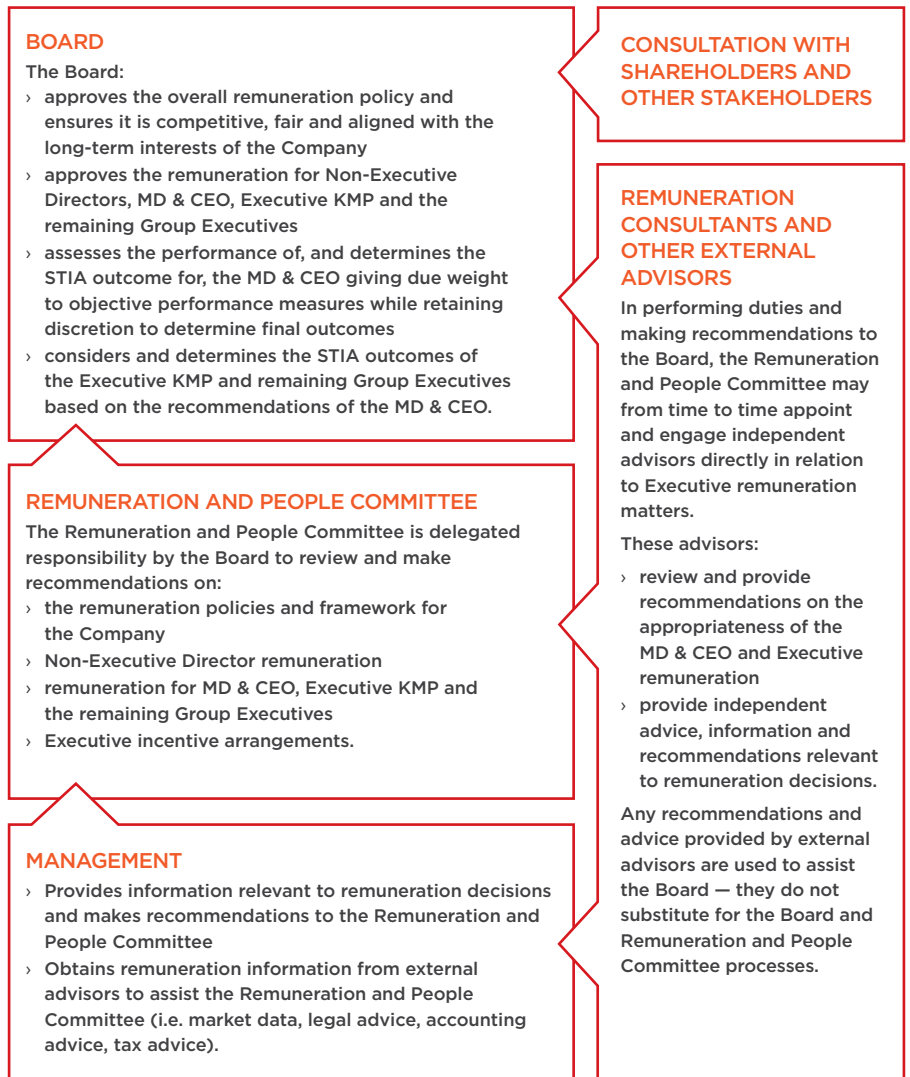 BOARD
The Board:
› approves the overall remuneration policy and
ensures it is competitive, fair and aligned with the
long-term interests of the Company
› approves the remuneration for Non-Executive
Directors, MD & CEO, Executive KMP and the
remaining Group Executives
› assesses the performance of, and determines the
STIA outcome for, the MD & CEO giving due weight
to objective performance measures while retaining
discretion to determine final outcomes
› considers and determines the STIA outcomes of
the Executive KMP and remaining Group Executives
based on the recommendations of the MD & CEO.
REMUNERATION AND PEOPLE COMMITTEE
The Remuneration and People Committee is delegated
responsibility by the Board to review and make
recommendations on:
› the remuneration policies and framework for
the Company
› Non-Executive Director remuneration
› remuneration for MD & CEO, Executive KMP and
the remaining Group Executives
› Executive incentive arrangements.
MANAGEMENT
› Provides information relevant to remuneration decisions
and makes recommendations to the Remuneration and
People Committee
› Obtains remuneration information from external
advisors to assist the Remuneration and People
Committee (i.e. market data, legal advice, accounting
advice, tax advice).
CONSULTATION WITH
SHAREHOLDERS AND
OTHER STAKEHOLDERS
REMUNERATION
CONSULTANTS AND
OTHER EXTERNAL
ADVISORS
In performing duties and
making recommendations to
the Board, the Remuneration
and People Committee may
from time to time appoint
and engage independent
advisors directly in relation
to Executive remuneration
matters.
These advisors:
› review and provide
recommendations on the
appropriateness of the
MD & CEO and Executive
remuneration
› provide independent
advice, information and
recommendations relevant
to remuneration decisions.
Any recommendations and
advice provided by external
advisors are used to assist
the Board — they do not
substitute for the Board and
Remuneration and People
Committee processes.